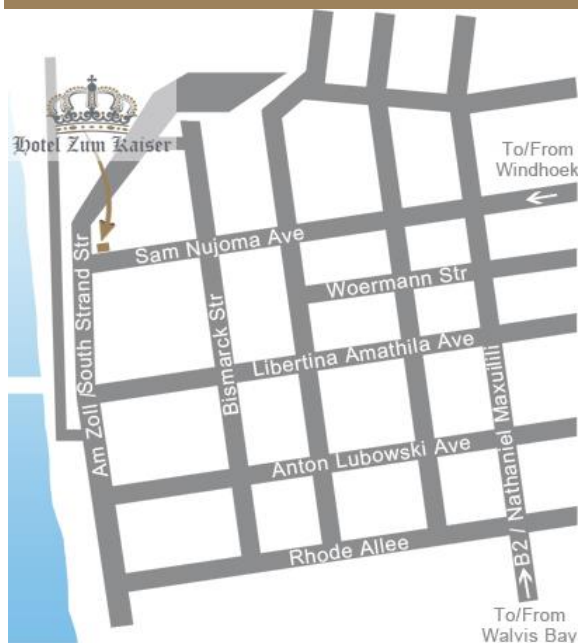 Hotel Zum Kaiser
To/From
Windhoek
Sam Nujoma Ave
Woermann Str
Am Zoll /South Strand Str
Bismarck Str
Libertina Amathila Ave
Anton Lubowski Ave
B2 / Nathaniel Maxuilili
Rhode Allee
To/From
Walvis Bay